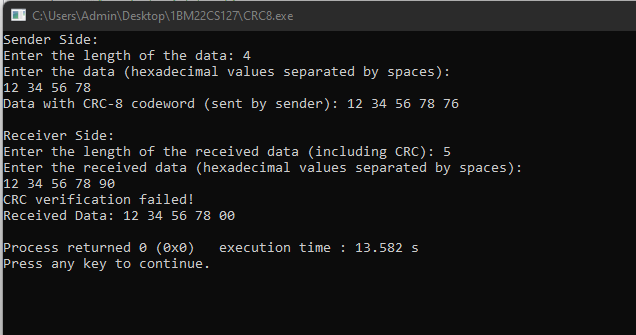 C:\Users\Admin\Desktop\1BM22CS127\CRC8.exe
Sender Side:
Enter the length of the data: 4
Enter the data (hexadecimal values separated by spaces):
12 34 56 78
Data with CRC-8 codeword (sent by sender): 12 34 56 78 76
Receiver Side:
Enter the length of the received data (including CRC): 5
Enter the received data (hexadecimal values separated by spaces):
12 34 56 78 90
CRC verification failed!
Received Data: 12 34 56 78 00
Process returned 0 (0x0)   execution time : 13.582 s
Press any key to continue.